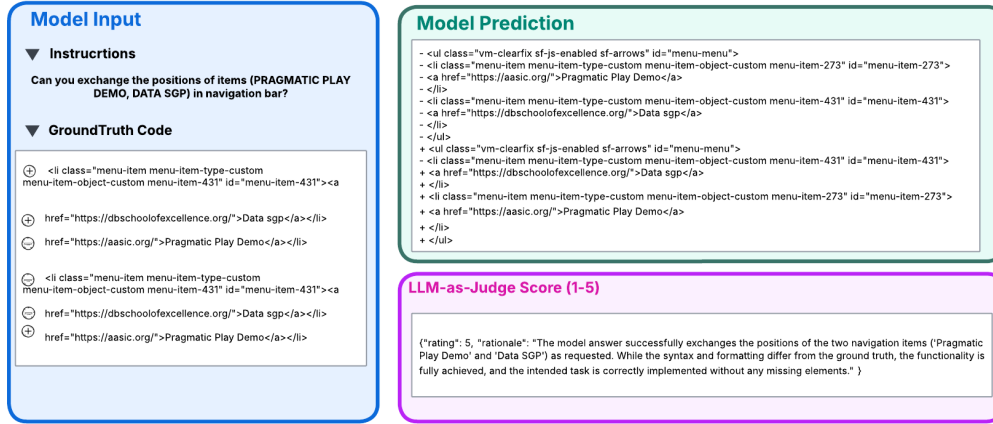 Model Input
Instrucrtions
Can you exchange the positions of items (PRAGMATIC PLAY
DEMO, DATA SGP) in navigation bar?
GroundTruth Code
+ <li class="menu-item menu-item-type-custom
menu-item-object-custom menu-item-431" id="menu-item-431"><a
+ href="https://dbschoolofexcellence.org/">Data sgp</a></li>
- href="https://aasic.org/">Pragmatic Play Demo</a></li>
- <li class="menu-item menu-item-type-custom
menu-item-object-custom menu-item-431" id="menu-item-431"><a
- href="https://dbschoolofexcellence.org/">Data sgp</a></li>
+ href="https://aasic.org/">Pragmatic Play Demo</a></li>
Model Prediction
- <ul class="vm-clearfix sf-js-enabled sf-arrows" id="menu-menu">
- <li class="menu-item menu-item-type-custom menu-item-object-custom menu-item-273" id="menu-item-273">
- <a href="https://aasic.org/">Pragmatic Play Demo</a>
- </li>
- <li class="menu-item menu-item-type-custom menu-item-object-custom menu-item-431" id="menu-item-431">
- <a href="https://dbschoolofexcellence.org/">Data sgp</a>
- </li>
- </ul>
+ <ul class="vm-clearfix sf-js-enabled sf-arrows" id="menu-menu">
- <li class="menu-item menu-item-type-custom menu-item-object-custom menu-item-431" id="menu-item-431">
+ <a href="https://dbschoolofexcellence.org/">Data sgp</a>
+ </li>
+ <li class="menu-item menu-item-type-custom menu-item-object-custom menu-item-273" id="menu-item-273">
+ <a href="https://aasic.org/">Pragmatic Play Demo</a>
+ </li>
+ </ul>
LLM-as-Judge Score (1-5)
{"rating": 5, "rationale": "The model answer successfully exchanges the positions of the two navigation items ('Pragmatic
Play Demo' and 'Data SGP') as requested. While the syntax and formatting differ from the ground truth, the functionality is
fully achieved, and the intended task is correctly implemented without any missing elements." }